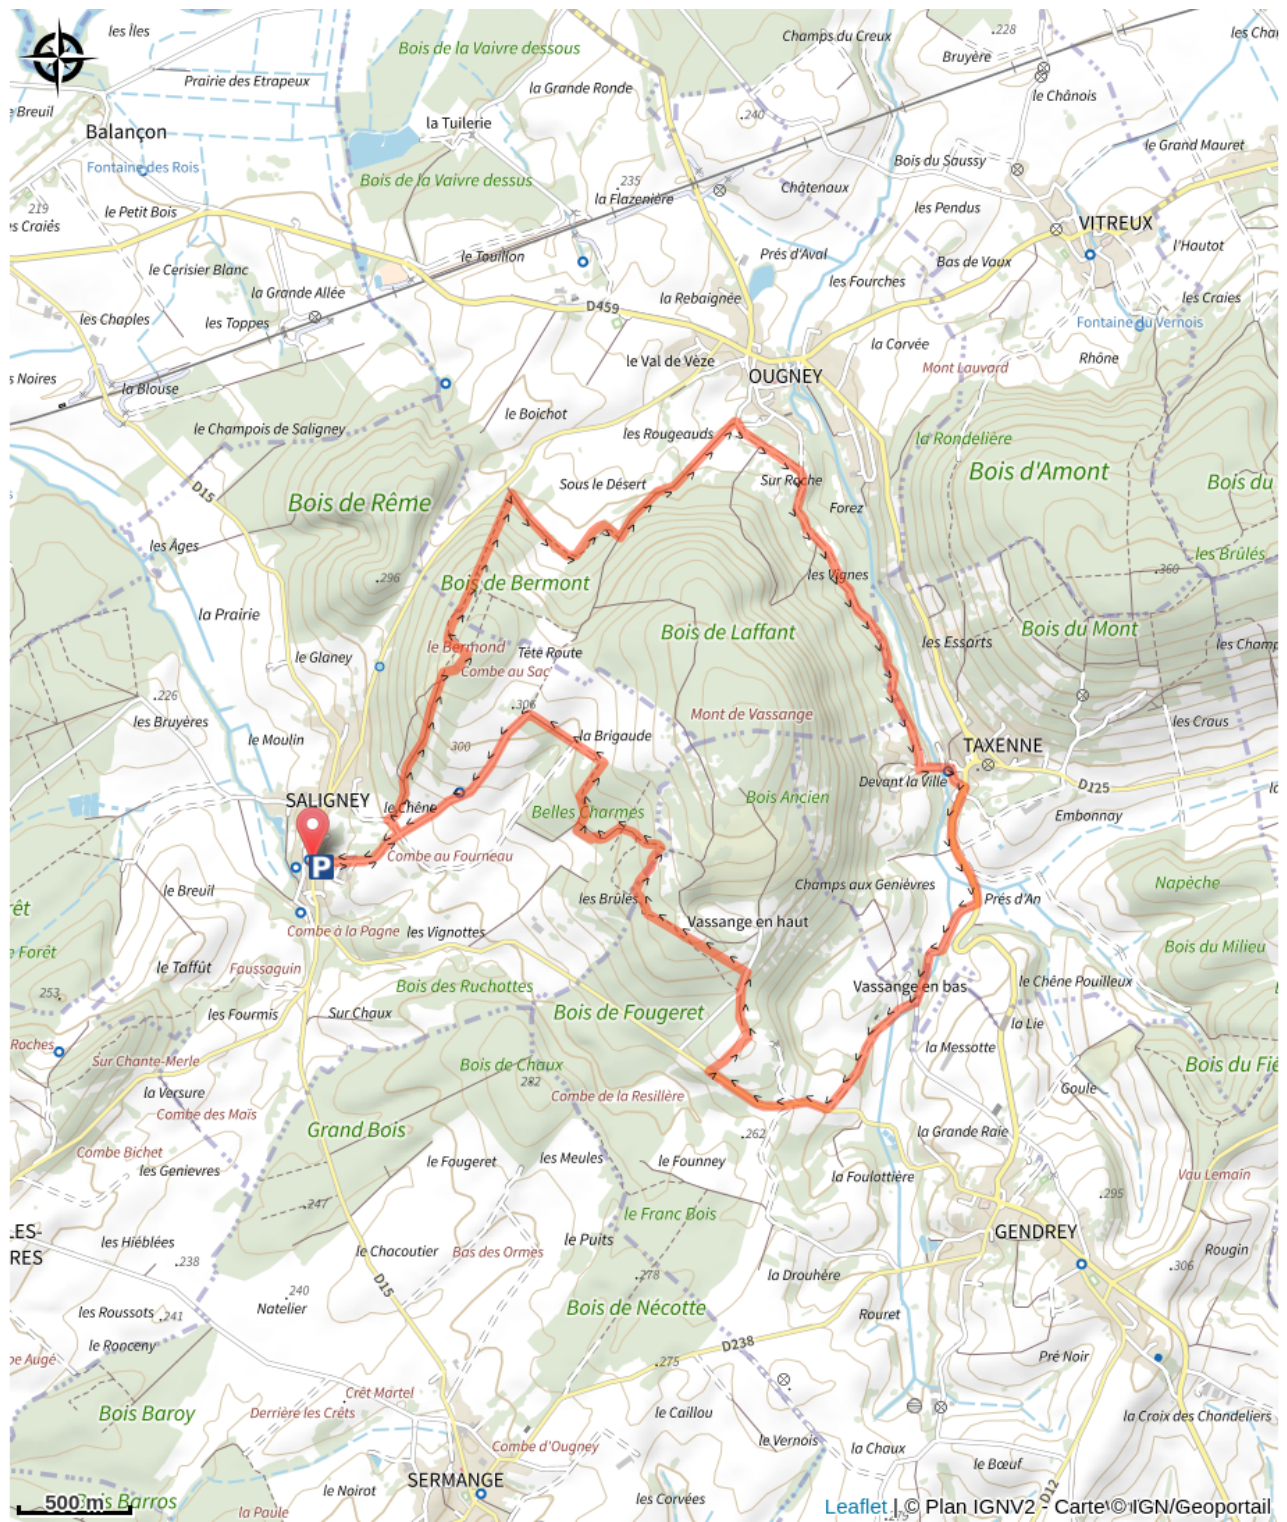 les Îles
Bois de la Vaivre dessous
Champs du Creux
.228
Bruyère
Prairie des Etrapeux
la Grande Ronde
le Chânois
e Breuil
Balançon
la Tuilerie
.240
le Grand Mauret
Fontaine des Rois
Bois de la Vaivre dessus
235
la Flazenière
Châtenaux
Bois du Saussy
219
le Petit Bois
les Pendus
VITREUX
l'Hautot
le Cerisier Blanc
le Touillon
Prés d'Aval
Bas de Vaux
la Grande Allée
la Rebaignée
les Fourches
les Craies
les Chaples
les Toppes
D459
Fontaine du Vernois
la Corvée
s Noires
la Blouse
le Val de Vèze
OUGNEY
Mont Lauvard
Rhône
le Champois de Saligney
le Boichot
les Rougeauds
la Rondelière
Bois d'Amont
D15
Bois de Rême
Sous le Désert
Sur Roche
Forez
Bois du
les Ages
les Brûlés
.296
Bois de Bermont
les Vignes
.360
la Prairie
Bois de Laffant
les Essarts
Bois du Mont
le Glaney
le Bermond
Tête Route
Combe au Sac
.226
les Bruyères
.306
Mont de Vassange
les Craus
le Moulin
300
la Brigaude
TAXENNE
SALIGNEY
le Chêne
Belles Charmes
Bois Ancien
Devant la Ville
D125
Embonnay
P
Combe au Fourneau
le Breuil
les Brûlés
Champs aux Genièvres
Prés d'An
Napèche
Combe à la Pagne
les Vignottes
Vassange en haut
Bois du Milieu
e Forêt
le Taffût
Faussaguin
253
Bois des Ruchottes
Vassange en bas
le Chêne Pouilleux
les Fourmis
Sur Chaux
Bois de Fougeret
la Lie
Roches
Sur Chante-Merle
Bois de Chaux
282
la Messotte
Bois du Fié
la Versure
Combe des Maïs
Combe de la Resillère
Goule
Grand Bois
.262
la Grande Raie
Combe Bichet
les Genievres
le Fougeret
les Meules
le Founney
la Foulottière
Vau Lemain
.295
.247
le Franc Bois
GENDREY
les Hiéblées
.238
le Chacoutier
Bas des Ormes
le Puits
.306
Rougin
.278
la Drouhère
D15
.240
Natelier
les Roussots
.241
Bois de Nécotte
Rouret
le Ronceny
D238
.275
Pré Noir
Crêt Martel
Bois Baroy
Derrière les Crêts
le Caillou
la Croix des Chandeliers
Combe d'Ougney
le Vernois
la Chaux
le Bœuf
SERMANGE
le Noirot
les Corvées
D12
500 m
la Paule
Leaflet | © Plan IGNV2 - Carte © IGN/Geoportail